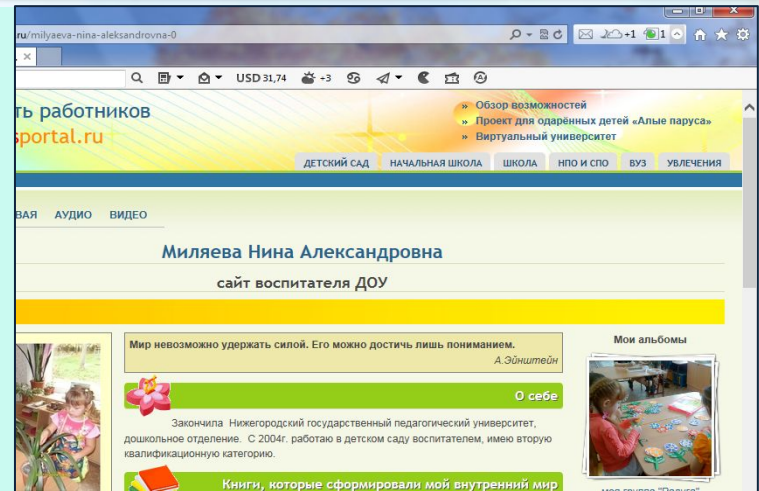 ru/milyaeva-nina-aleksandrovna-0
+1 1
USD 31,74 +3
ть работников
sportal.ru
» Обзор возможностей
» Проект для одарённых детей «Алые паруса»
» Виртуальный университет
ДЕТСКИЙ САД НАЧАЛЬНАЯ ШКОЛА ШКОЛА НПО И СПО ВУЗ УВЛЕЧЕНИЯ
ВАЯ АУДИО ВИДЕО
Миляева Нина Александровна
сайт воспитателя ДОУ
Мир невозможно удержать силой. Его можно достичь лишь пониманием.
А.Эйнштейн
О себе
Закончила Нижегородский государственный педагогический университет,
дошкольное отделение. С 2004г. работаю в детском саду воспитателем, имею вторую
квалификационную категорию.
Книги, которые сформировали мой внутренний мир
Мои альбомы
моя группа "Радуга"